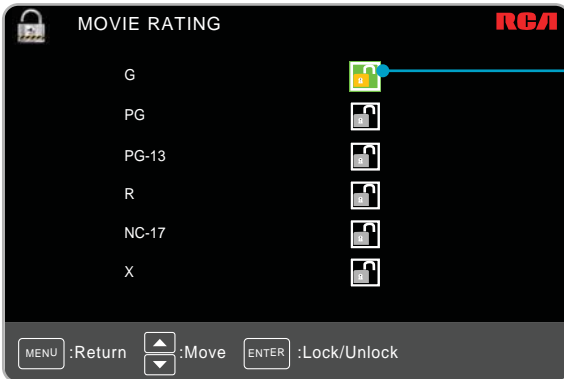 MOVIE RATING
RCA
G
PG
PG-13
R
NC-17
X
MENU :Return :Move ENTER :Lock/Unlock